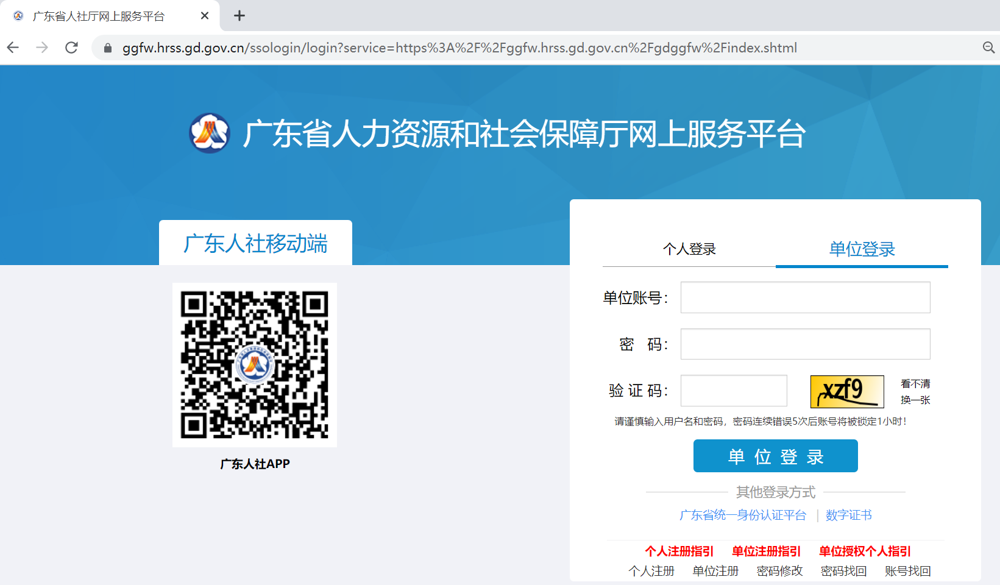 广东省人社厅网上服务平台
ggfw.hrss.gd.gov.cn/ssologin/login?service=https%3A%2F%2Fggfw.hrss.gd.gov.cn%2Fgdggfw%2Findex.shtml
广东省人力资源和社会保障厅网上服务平台
广东人社移动端
广东人社APP
个人登录 单位登录
单位账号：
密 码：
验 证 码： xzf9 看不清
换一张
请谨慎输入用户名和密码，密码连续错误5次后账号将被锁定1小时！
单 位 登 录
其他登录方式
广东省统一身份认证平台 | 数字证书
个人注册指引 单位注册指引 单位授权个人指引
个人注册 单位注册 密码修改 密码找回 账号找回